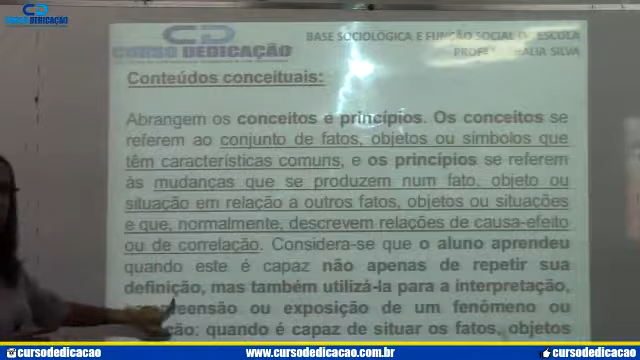 CURSO DEDICAÇÃO
BASE SOCIOLÓGICA E FUNÇÃO SOCIAL ESCOLA
CURSO DEDICAÇÃO
SILVA
Conteúdos conceituais:
Abrangem os conceitos e princípios. Os conceitos se
referem ao conjunto de fatos, objetos ou símbolos que
têm características comuns, e os princípios se referem
às mudanças que se produzem num fato, objeto ou
situação em relação a outros fatos, objetos ou situações
e que, normalmente, descrevem relações de causa-efeito
ou de correlação. Considera-se que o aluno aprendeu
quando este é capaz não apenas de repetir sua
definição, mas também utilizá-la para a interpretação,
ou exposição de um fenômeno ou
quando é capaz de situar os fatos, objetos
cursodedicacao
www.cursodedicacao.com.br
/cursodedicacao